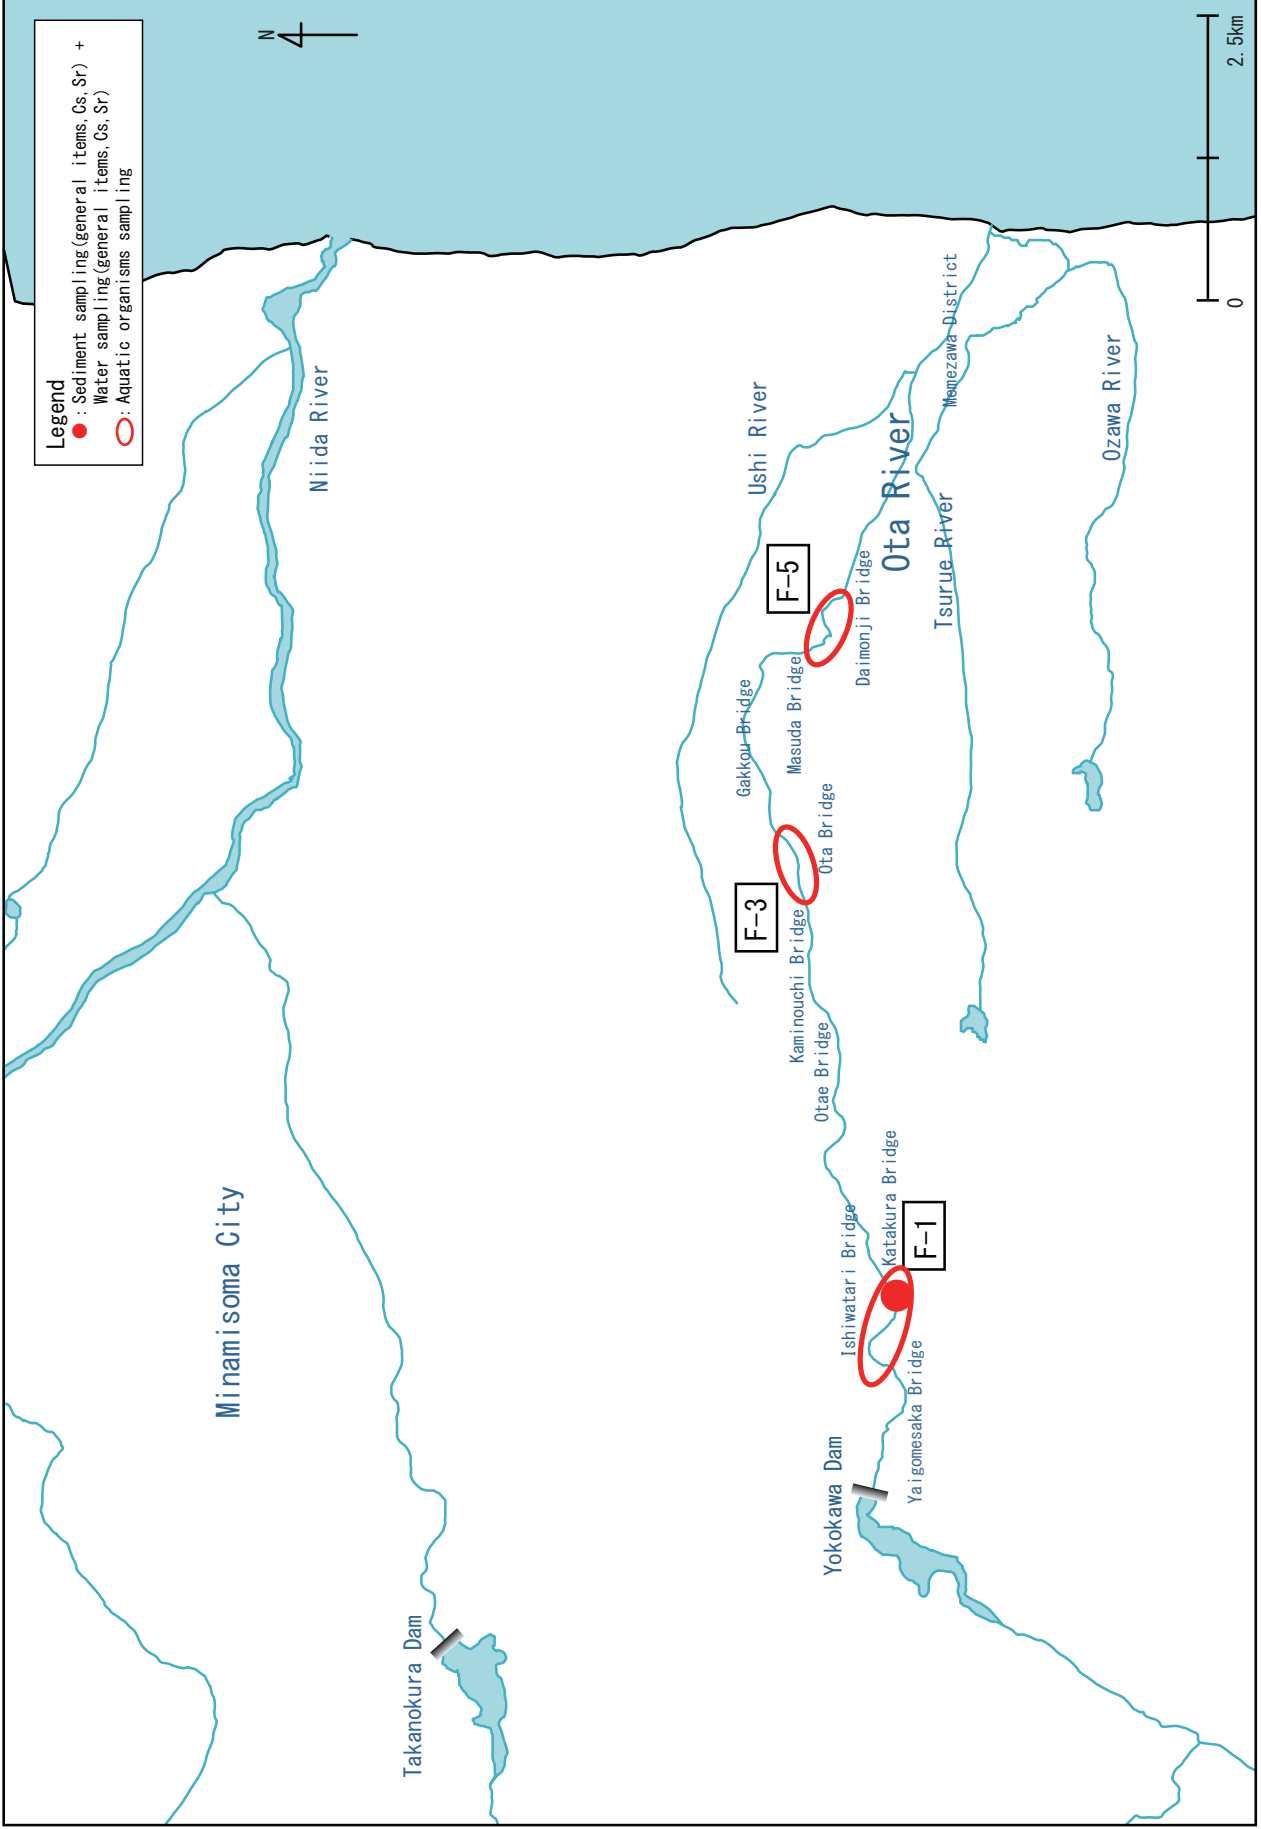 Legend
: Sediment sampling(general items,Cs,Sr) +
Water sampling(general items,Cs,Sr)
: Aquatic organisms sampling
N
Niida River
Minamisoma City
Takanokura Dam
Ushi River
F-5
Gakkou Bridge
Masuda Bridge
Daimonji Bridge
Ota River
Momezawa District
Tsurue River
Ozawa River
F-3
Ota Bridge
Kaminouchi Bridge
Otae Bridge
Ishiwatari Bridge
Katakura Bridge
F-1
Yaigomesaka Bridge
Yokokawa Dam
0
2.5km